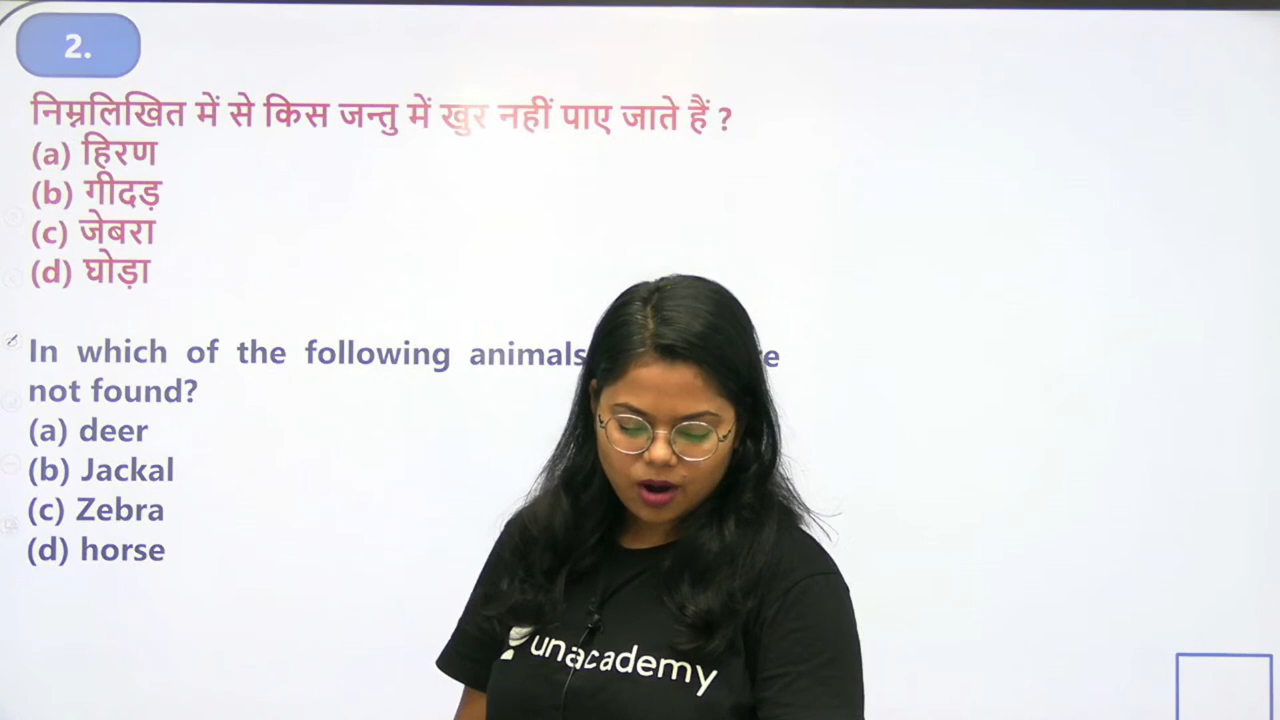 2.
निम्नलिखित में से किस जन्तु में खुर नहीं पाए जाते हैं ?
(a) हिरण
(b) गीदड़
(c) जेबरा
(d) घोड़ा
In which of the following animals
not found?
(a) deer
(b) Jackal
(c) Zebra
(d) horse
unacademy